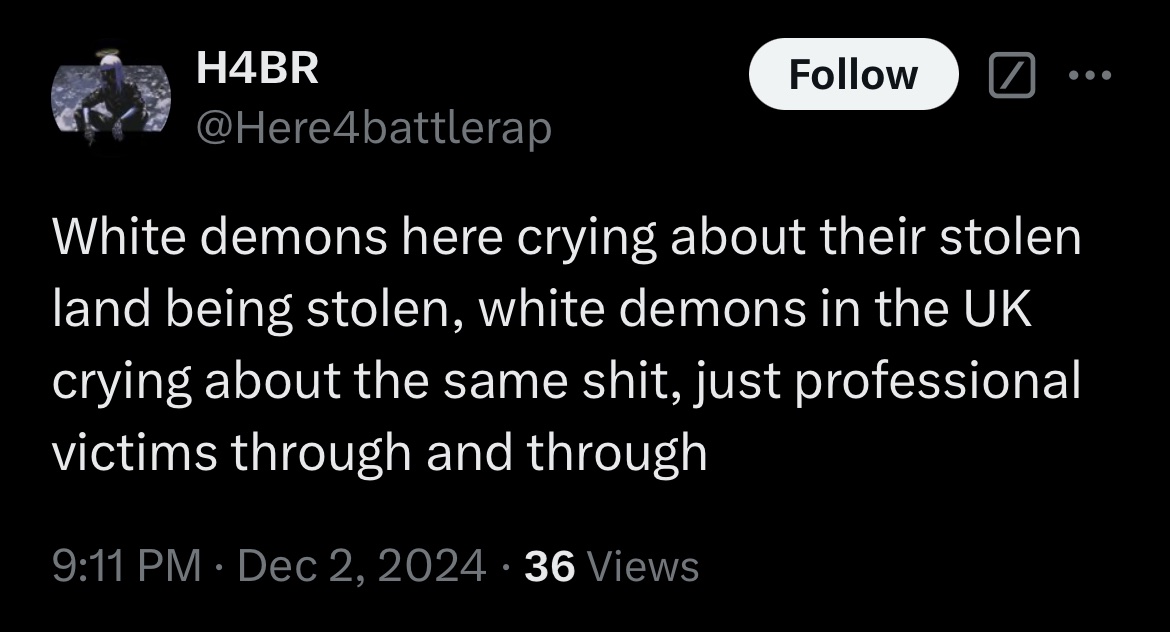 H4BR
@Here4battlerap
Follow
White demons here crying about their stolen
land being stolen, white demons in the UK
crying about the same shit, just professional
victims through and through
9:11 PM · Dec 2, 2024 · 36 Views